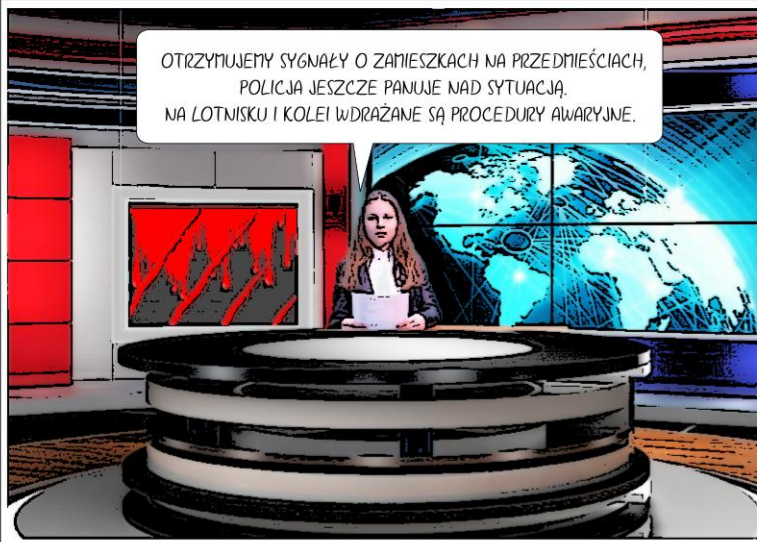 OTRZYMUJEMY SYGNAŁY O ZAMIESZKACH NA PRZEDMIEŚCIACH,
POLICJA JESZCZE PANUJE NAD SYTUACJĄ.
NA LOTNISKU I KOLEI WDRAŻANE SĄ PROCEDURY AWARYJNE.